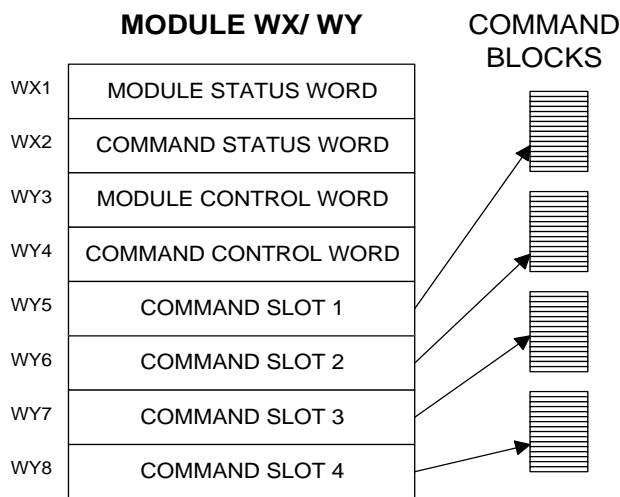 MODULE WX/ WY
COMMAND
BLOCKS
WX1 MODULE STATUS WORD
WX2 COMMAND STATUS WORD
WY3 MODULE CONTROL WORD
WY4 COMMAND CONTROL WORD
WY5 COMMAND SLOT 1
WY6 COMMAND SLOT 2
WY7 COMMAND SLOT 3
WY8 COMMAND SLOT 4